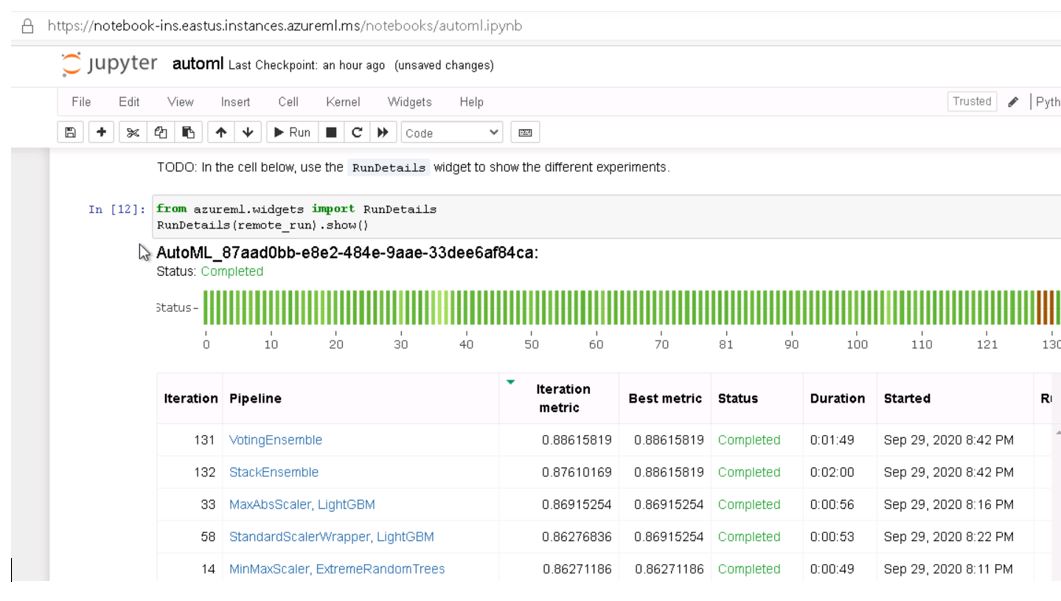 https://notebook-ins.eastus.instances.azureml.ms/notebooks/automl.ipynb
jupyter automl Last Checkpoint: an hour ago (unsaved changes)
File Edit View Insert Cell Kernel Widgets Help Trusted
Run Code
TODO: In the cell below, use the RunDetails widget to show the different experiments.
In [12]: from azureml.widgets import RunDetails
RunDetails(remote_run).show()
AutoML_87aad0bb-e8e2-484e-9aae-33dee6af84ca:
Status: Completed
Status
0 10 20 30 40 50 60 70 81 90 100 110 121 130
Iteration Pipeline Iteration metric Best metric Status Duration Started
131 VotingEnsemble 0.88615819 0.88615819 Completed 0:01:49 Sep 29, 2020 8:42 PM
132 StackEnsemble 0.87610169 0.88615819 Completed 0:02:00 Sep 29, 2020 8:42 PM
33 MaxAbsScaler, LightGBM 0.86915254 0.86915254 Completed 0:00:56 Sep 29, 2020 8:16 PM
58 StandardScalerWrapper, LightGBM 0.86276836 0.86915254 Completed 0:00:53 Sep 29, 2020 8:22 PM
14 MinMaxScaler, ExtremeRandomTrees 0.86271186 0.86271186 Completed 0:00:49 Sep 29, 2020 8:11 PM